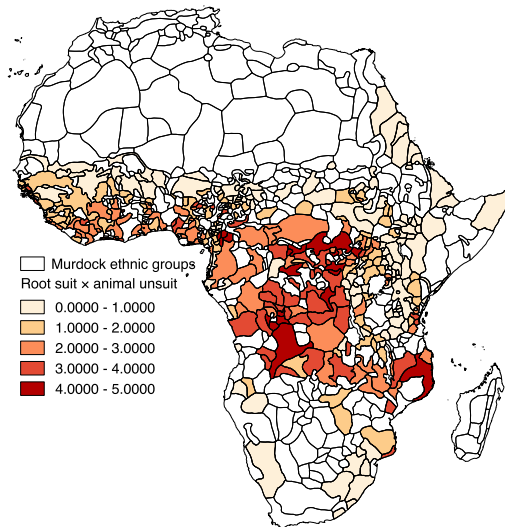 Murdock ethnic groups
Root suit × animal unsuit
0.0000 - 1.0000
1.0000 - 2.0000
2.0000 - 3.0000
3.0000 - 4.0000
4.0000 - 5.0000